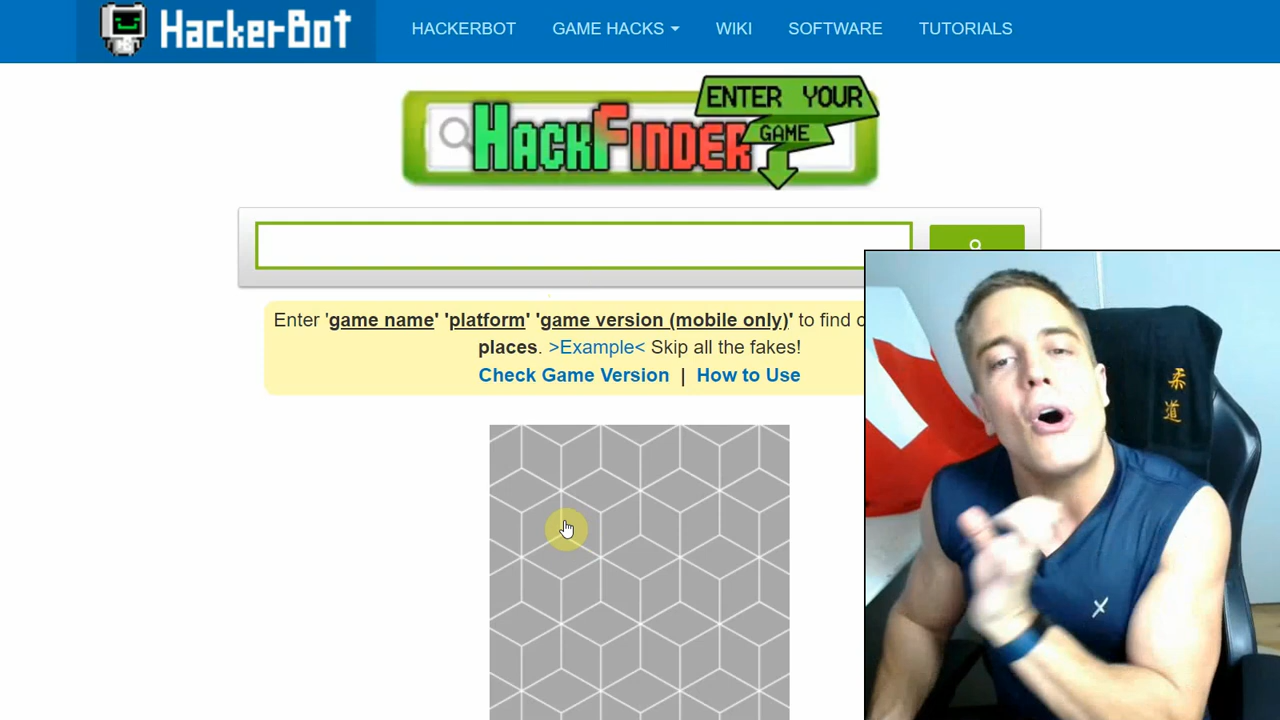 HackerBot
HACKERBOT
GAME HACKS
WIKI
SOFTWARE
TUTORIALS
HACKFINDER
ENTER YOUR
GAME
Enter 'game name' 'platform' 'game version (mobile only)' to find
places. >Example< Skip all the fakes!
Check Game Version | How to Use
柔
道